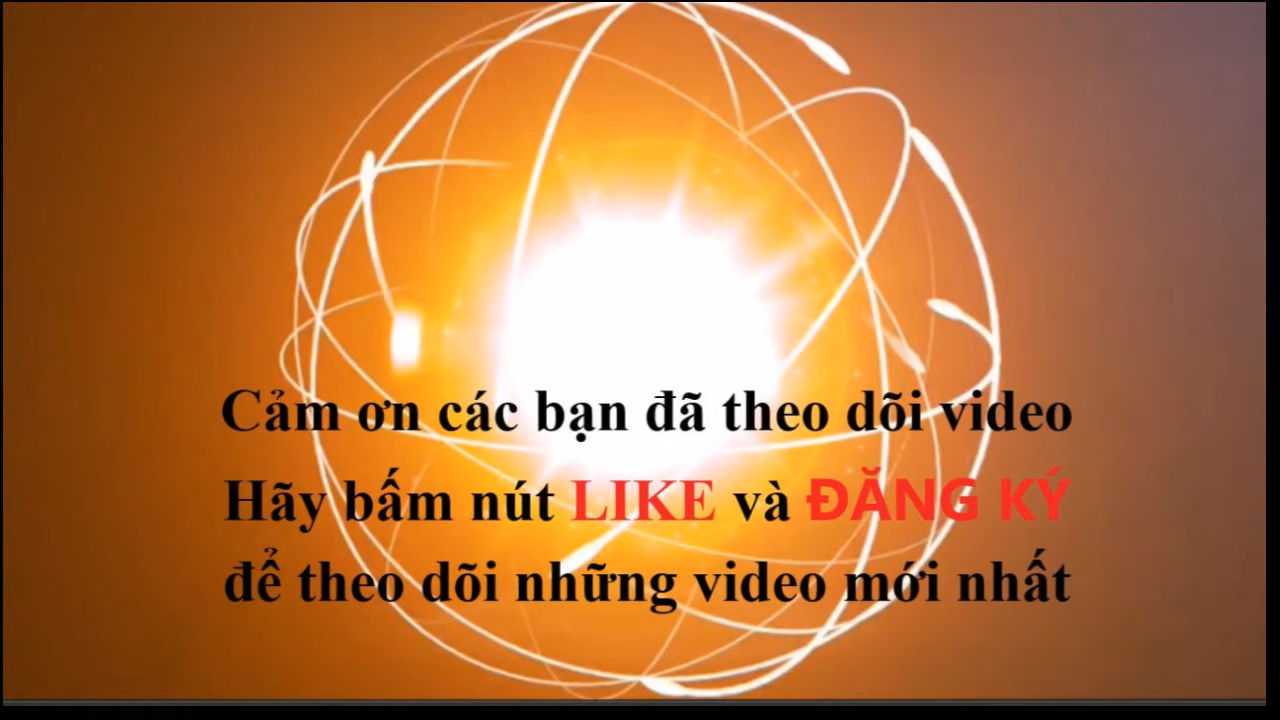 Cảm ơn các bạn đã theo dõi video
Hãy bấm nút LIKE và ĐĂNG KÝ
để theo dõi những video mới nhất